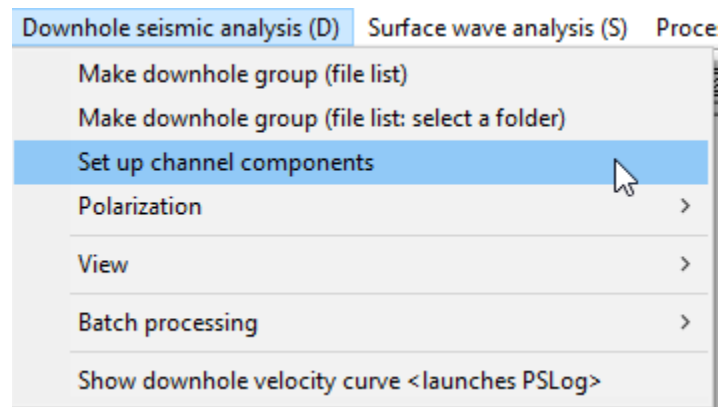 Downhole seismic analysis (D) Surface wave analysis (S)
Make downhole group (file list)
Make downhole group (file list: select a folder)
Set up channel components
Polarization
View
Batch processing
Show downhole velocity curve <launches PSLog>